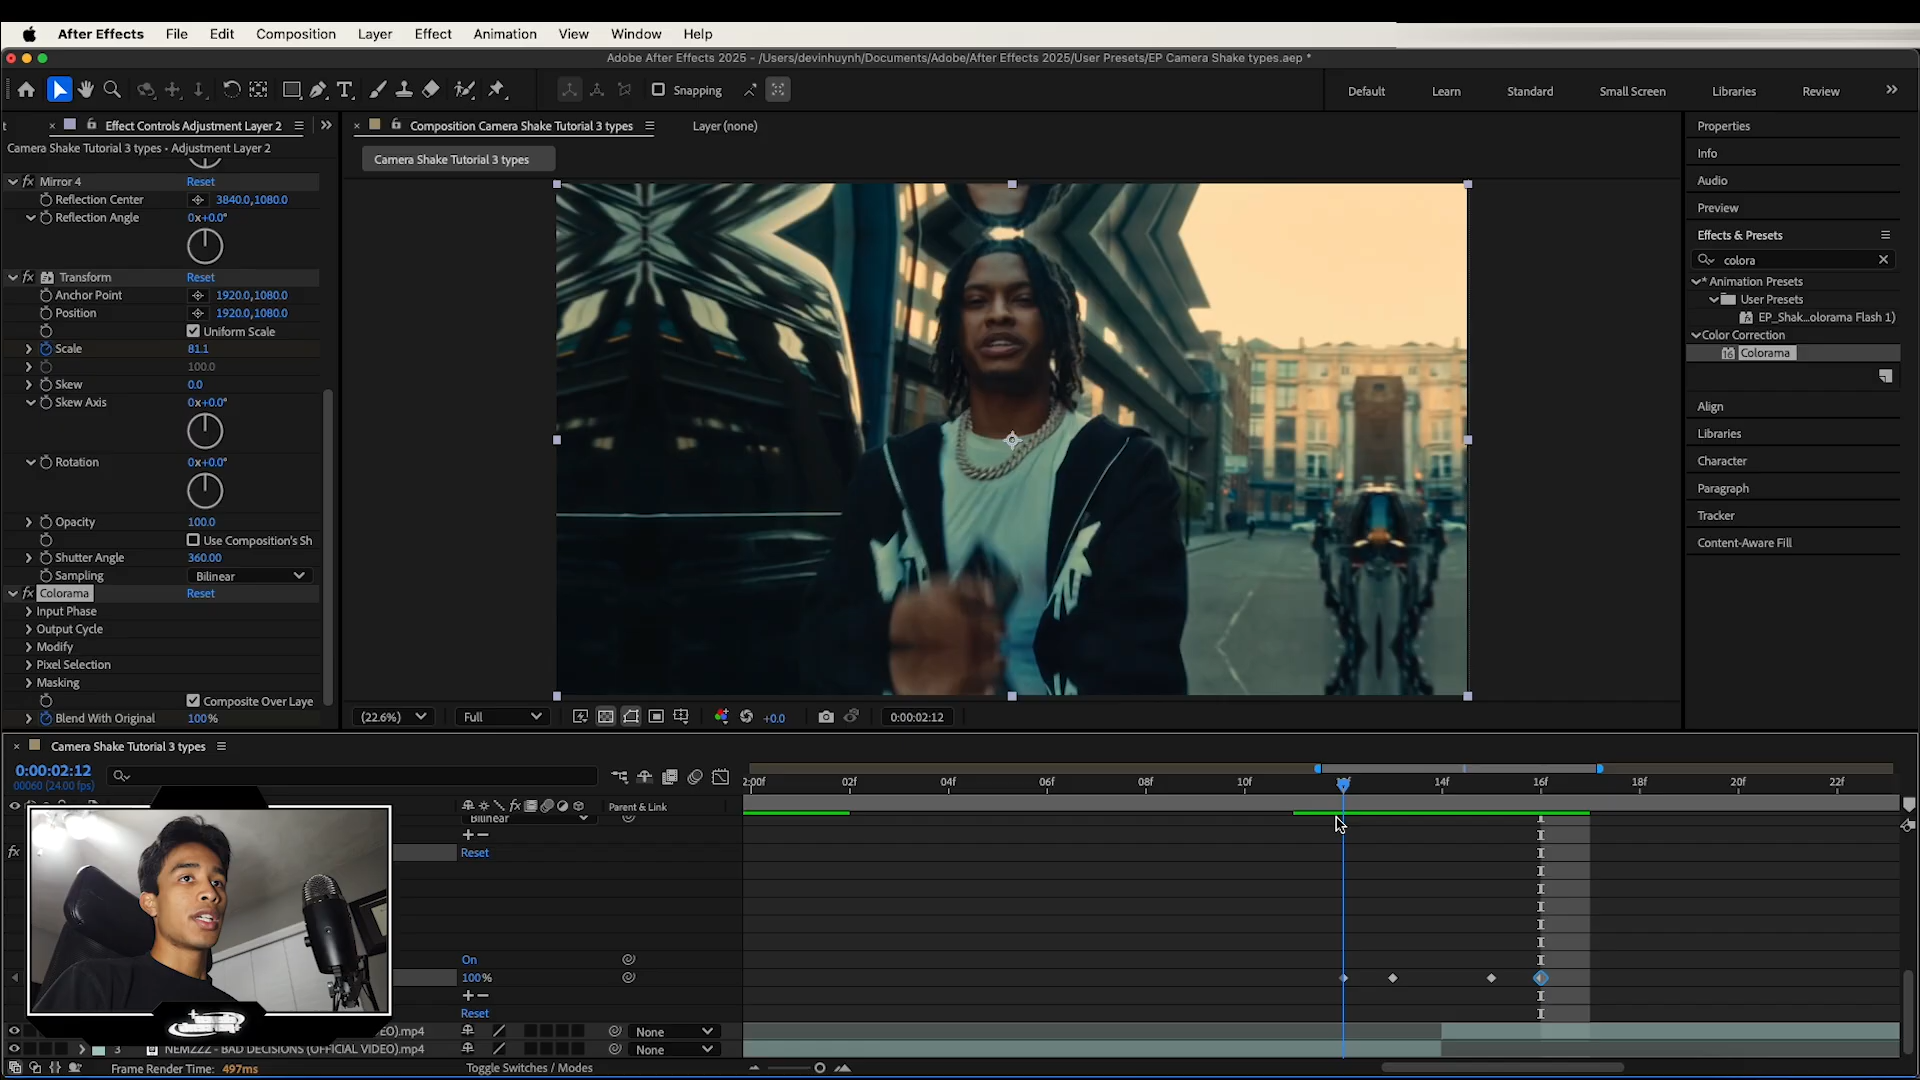 After Effects File Edit Composition Layer Effect Animation View Window Help
Adobe After Effects 2025 - /Users/devinhuynh/Documents/Adobe/After Effects 2025/User Presets/EP Camera Shake types.aep *
Snapping Default Learn Standard Small Screen Libraries Review
Effect Controls Adjustment Layer 2
Camera Shake Tutorial 3 types • Adjustment Layer 2
Mirror 4 Reset
Reflection Center 3840.0,1080.0
Reflection Angle 0x+0.0°
Transform Reset
Anchor Point 1920.0,1080.0
Position 1920.0,1080.0
Uniform Scale
Scale 81.1
100.0
Skew 0.0
Skew Axis 0x+0.0°
Rotation 0x+0.0°
Opacity 100.0
Use Composition's Sh
Shutter Angle 360.00
Sampling Bilinear
Colorama Reset
Input Phase
Output Cycle
Modify
Pixel Selection
Masking
Composite Over Laye
Blend With Original 100%
Composition Camera Shake Tutorial 3 types Layer (none)
Camera Shake Tutorial 3 types
(22.6%) Full +0.0 0:00:02:12
Properties
Info
Audio
Preview
Effects & Presets
colora
* Animation Presets
User Presets
EP_Shak...olorama Flash 1)
Color Correction
16 Colorama
Align
Libraries
Character
Paragraph
Tracker
Content-Aware Fill
Camera Shake Tutorial 3 types
0:00:02:12
00060 (24.00 fps)
2:00f 02f 04f 06f 08f 10f 14f 16f 18f 20f 22f
Parent & Link
Bilinear
Reset
On
100%
Reset
EO).mp4 None
3 NEMZZZ - BAD DECISIONS (OFFICIAL VIDEO).mp4 None
Frame Render Time: 497ms Toggle Switches / Modes